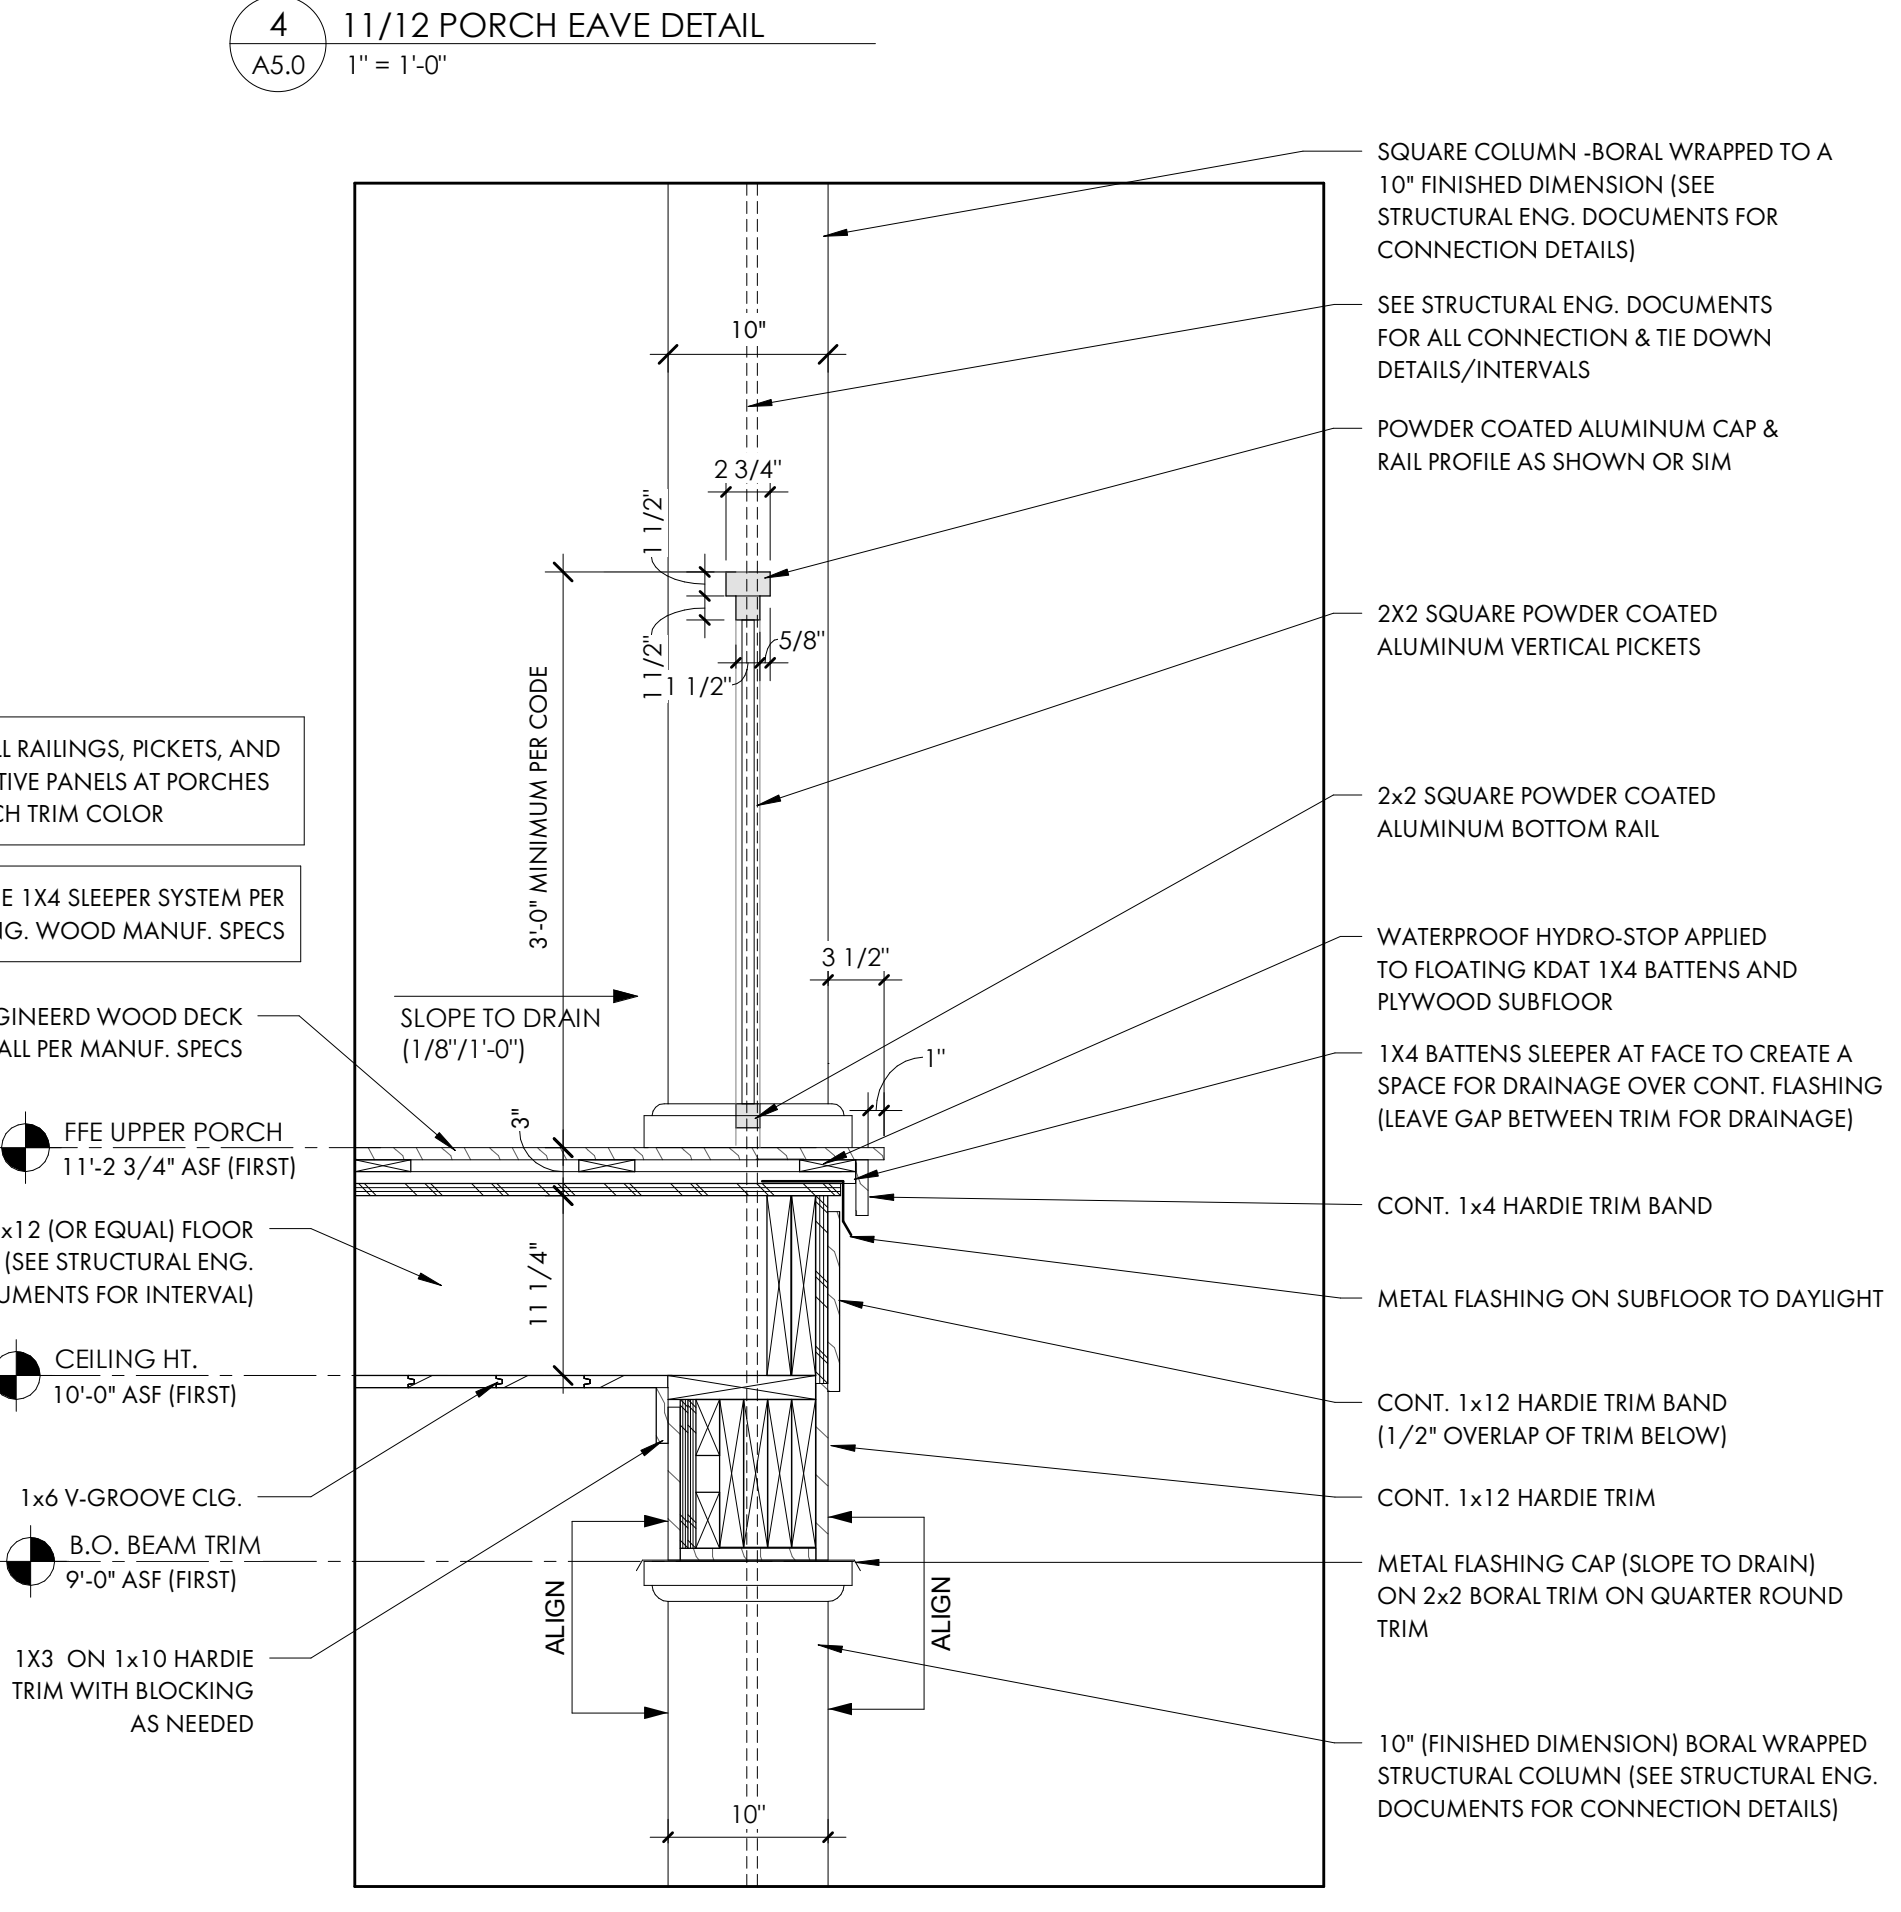 4
A5.0
11/12 PORCH EAVE DETAIL
1" = 1'-0"
SQUARE COLUMN -BORAL WRAPPED TO A
10" FINISHED DIMENSION (SEE
STRUCTURAL ENG. DOCUMENTS FOR
CONNECTION DETAILS)
SEE STRUCTURAL ENG. DOCUMENTS
FOR ALL CONNECTION & TIE DOWN
DETAILS/INTERVALS
POWDER COATED ALUMINUM CAP &
RAIL PROFILE AS SHOWN OR SIM
2X2 SQUARE POWDER COATED
ALUMINUM VERTICAL PICKETS
2x2 SQUARE POWDER COATED
ALUMINUM BOTTOM RAIL
WATERPROOF HYDRO-STOP APPLIED
TO FLOATING KDAT 1X4 BATTENS AND
PLYWOOD SUBFLOOR
1X4 BATTENS SLEEPER AT FACE TO CREATE A
SPACE FOR DRAINAGE OVER CONT. FLASHING
(LEAVE GAP BETWEEN TRIM FOR DRAINAGE)
CONT. 1x4 HARDIE TRIM BAND
METAL FLASHING ON SUBFLOOR TO DAYLIGHT
CONT. 1x12 HARDIE TRIM BAND
(1/2" OVERLAP OF TRIM BELOW)
CONT. 1x12 HARDIE TRIM
METAL FLASHING CAP (SLOPE TO DRAIN)
ON 2x2 BORAL TRIM ON QUARTER ROUND
TRIM
10" (FINISHED DIMENSION) BORAL WRAPPED
STRUCTURAL COLUMN (SEE STRUCTURAL ENG.
DOCUMENTS FOR CONNECTION DETAILS)
10"
2 3/4"
1 1/2"
1 1/2"
5/8"
1 1/2"
3'-0" MINIMUM PER CODE
3 1/2"
SLOPE TO DRAIN
(1/8"/1'-0")
1"
3"
11 1/4"
ALIGN
ALIGN
10"
RAILINGS, PICKETS, AND
PANELS AT PORCHES
TRIM COLOR
1X4 SLEEPER SYSTEM PER
WOOD MANUF. SPECS
WOOD DECK
PER MANUF. SPECS
FFE UPPER PORCH
11'-2 3/4" ASF (FIRST)
x12 (OR EQUAL) FLOOR
(SEE STRUCTURAL ENG.
FOR INTERVAL)
CEILING HT.
10'-0" ASF (FIRST)
1x6 V-GROOVE CLG.
B.O. BEAM TRIM
9'-0" ASF (FIRST)
1X3 ON 1x10 HARDIE
TRIM WITH BLOCKING
AS NEEDED